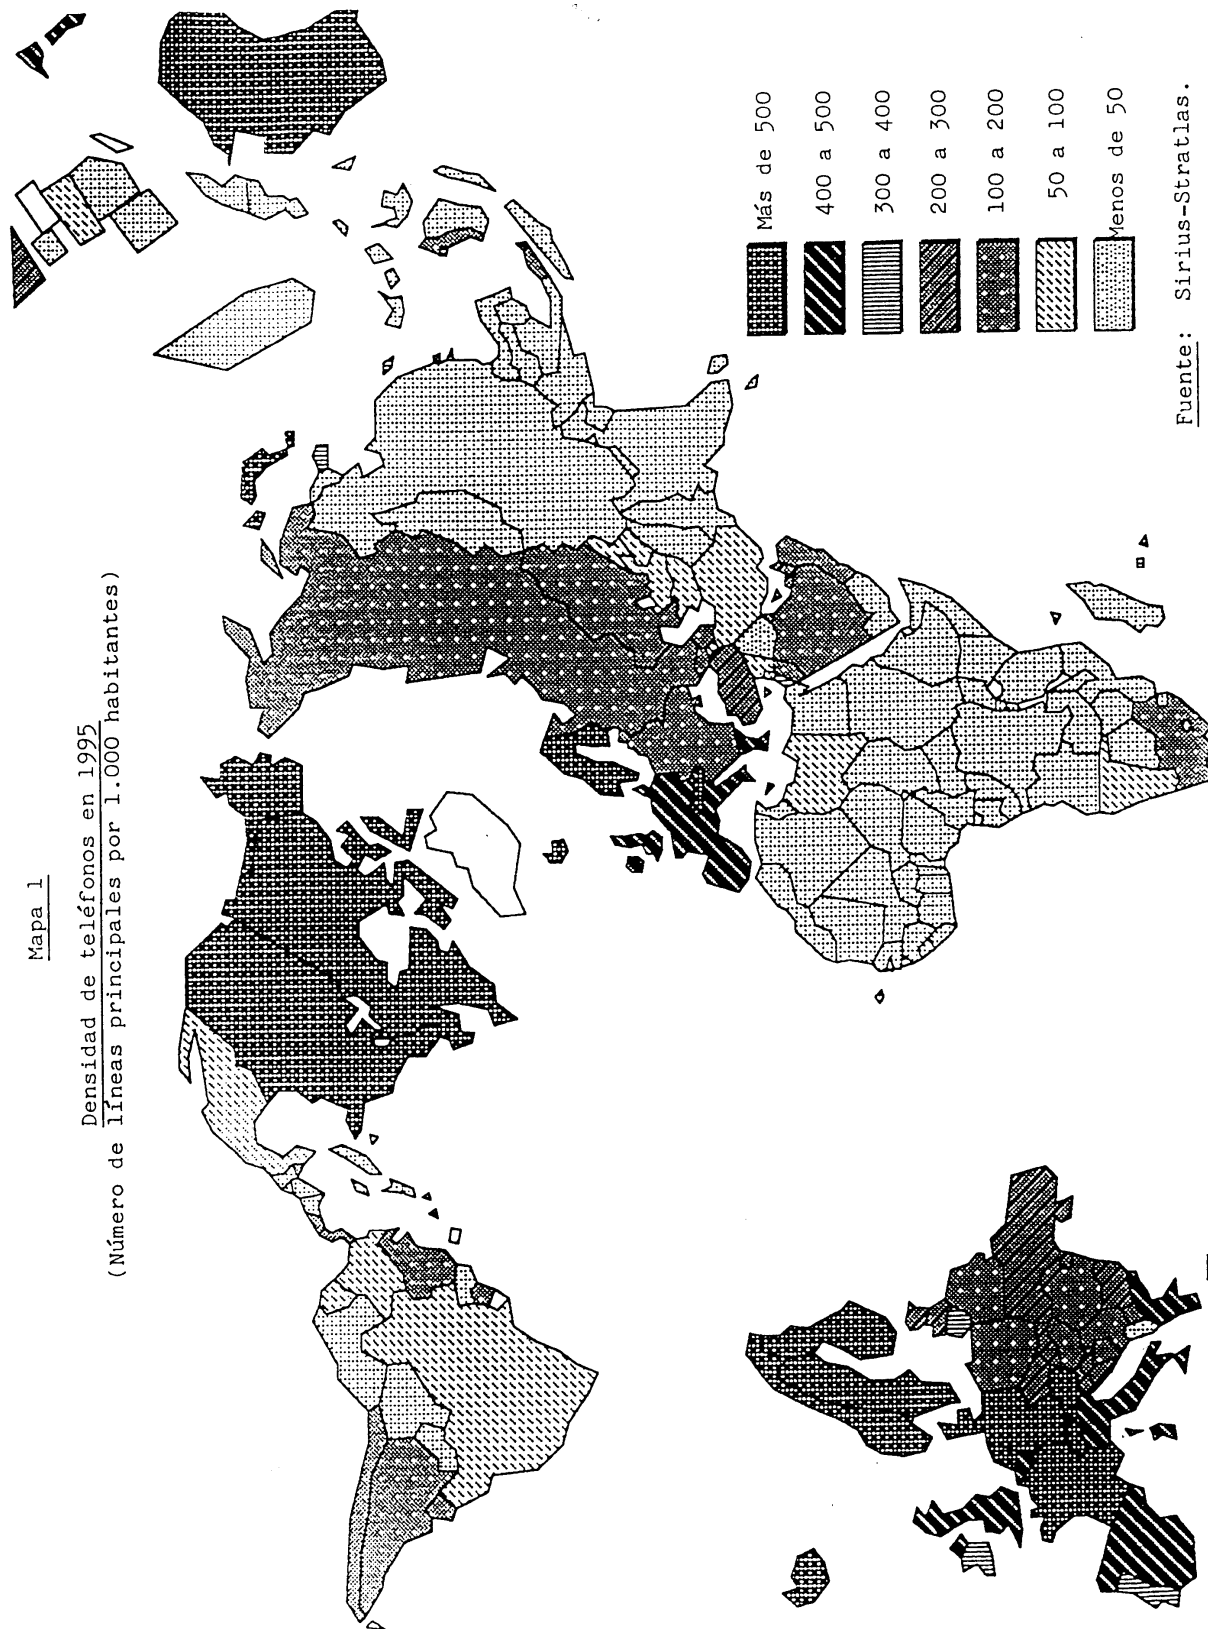 Mapa 1
Densidad de teléfonos en 1995
(Número de líneas principales por 1.000 habitantes)
Más de 500
400 a 500
300 a 400
200 a 300
100 a 200
50 a 100
Menos de 50
Fuente: Sirius-Stratlas.